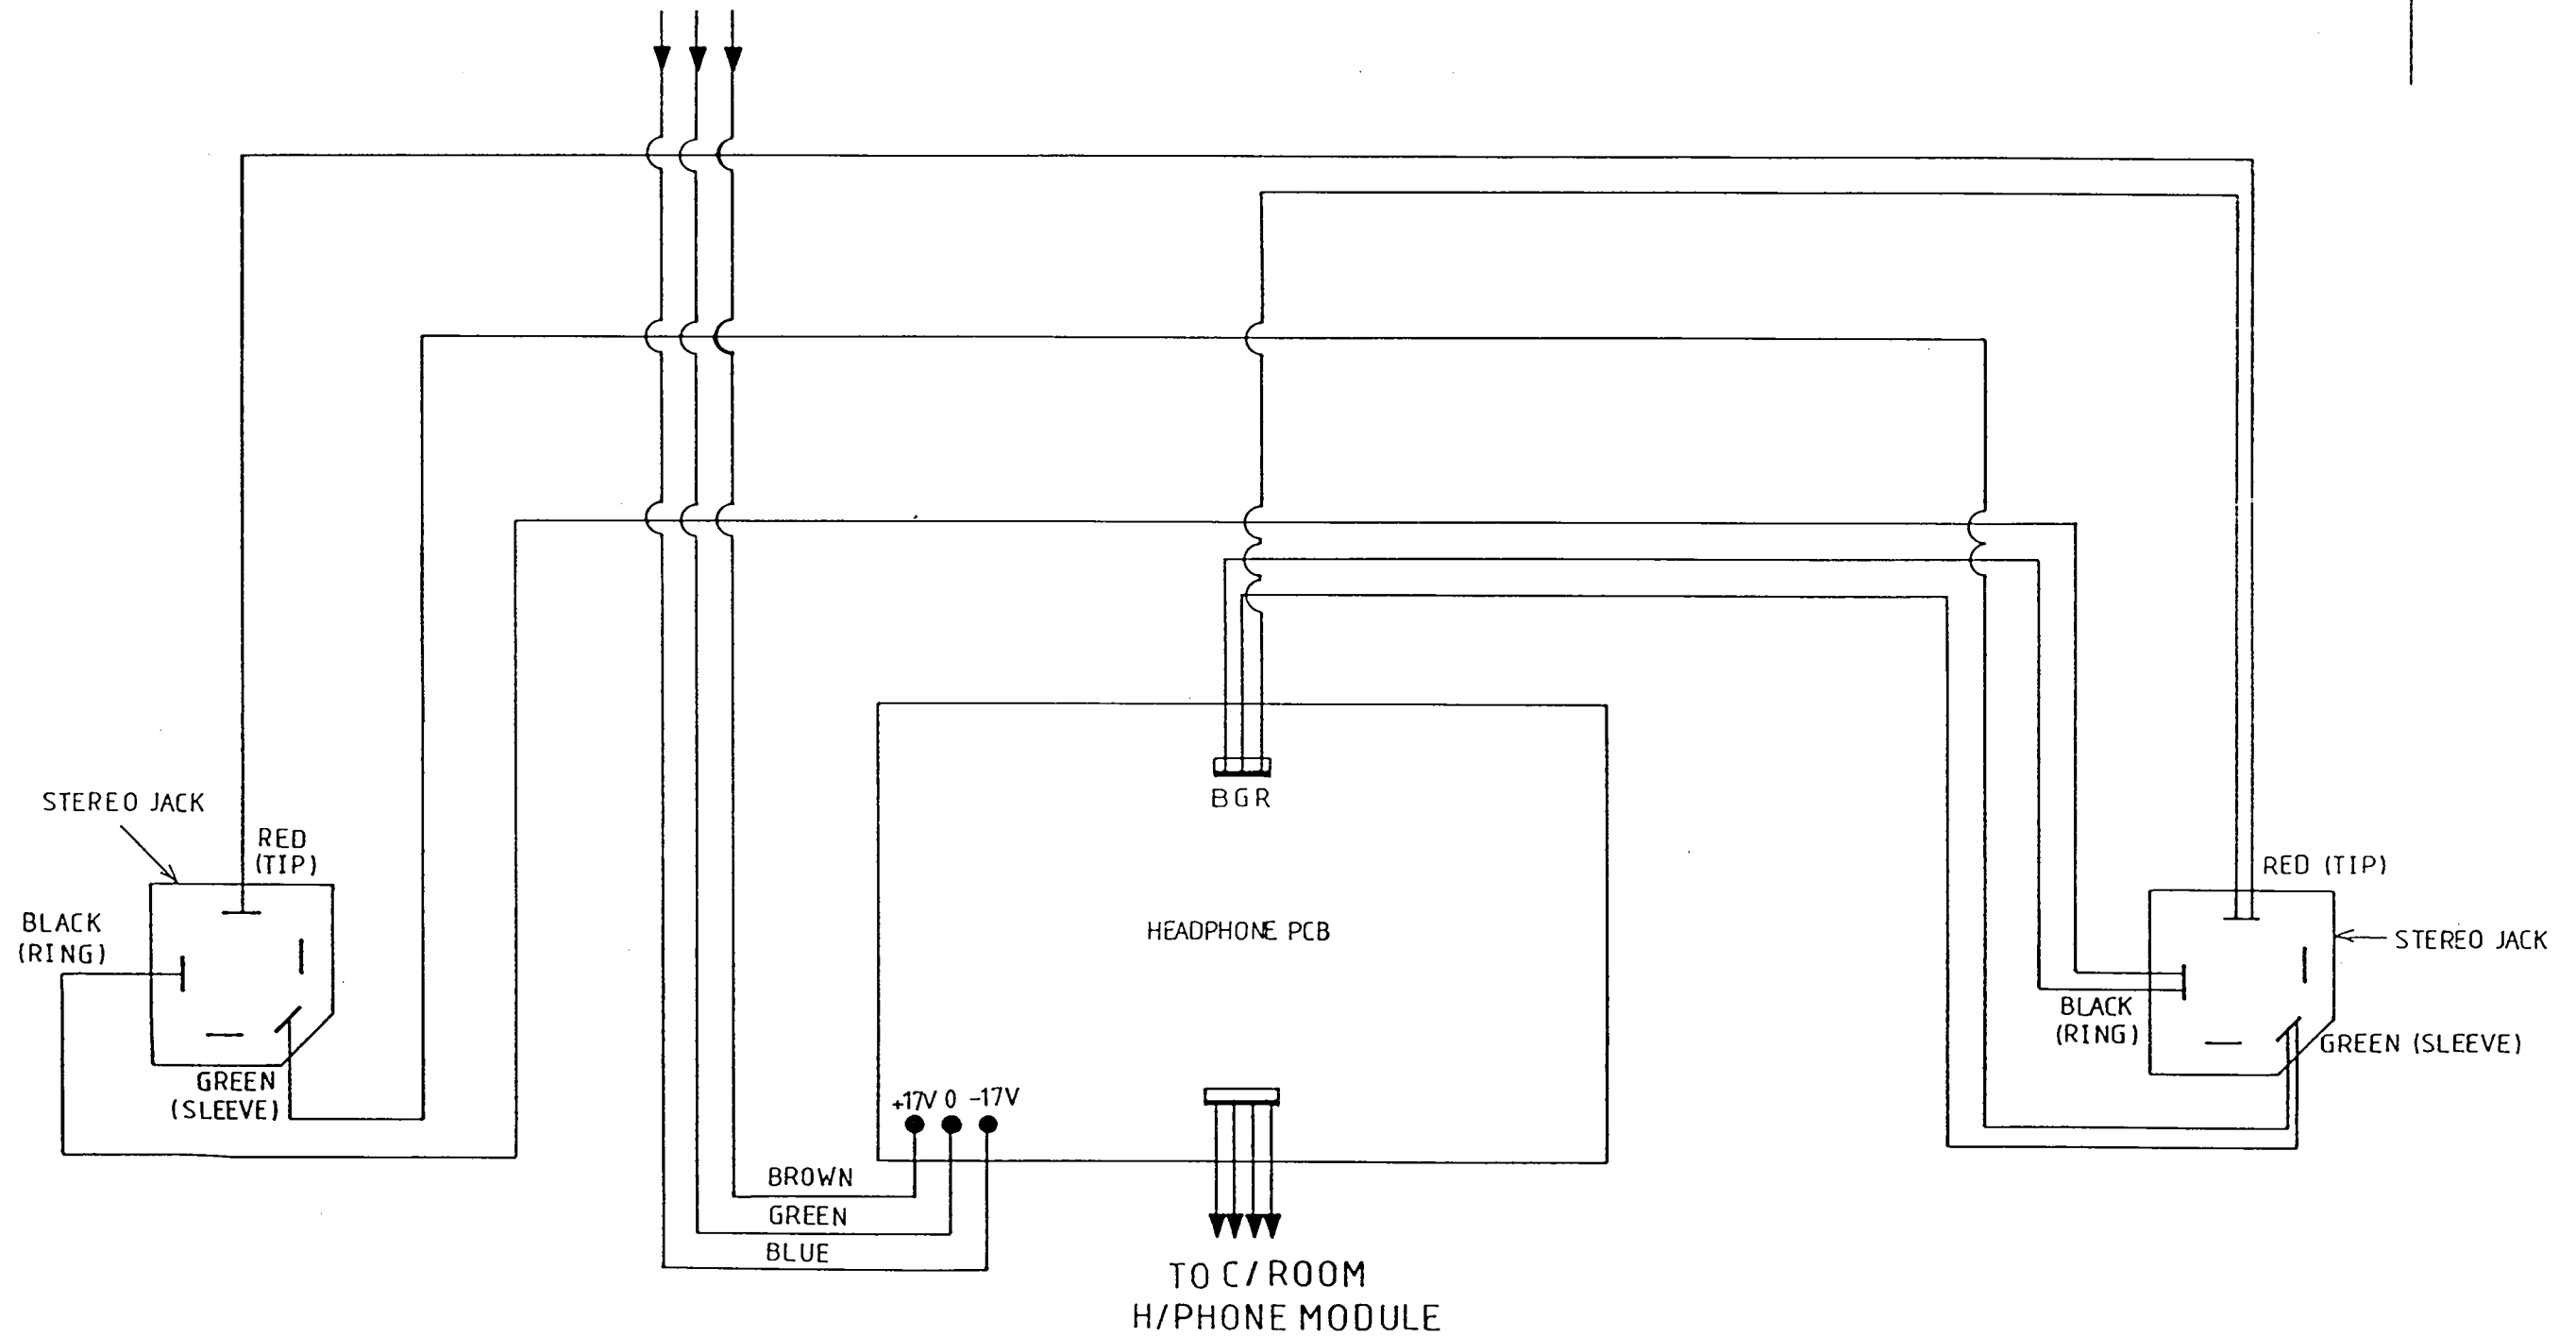 STEREO JACK
RED
(TIP)
BLACK
(RING)
GREEN
(SLEEVE)
BGR
HEADPHONE PCB
+17V 0 -17V
BROWN
GREEN
BLUE
TO C/ROOM
H/PHONE MODULE
RED (TIP)
STEREO JACK
BLACK
(RING)
GREEN (SLEEVE)